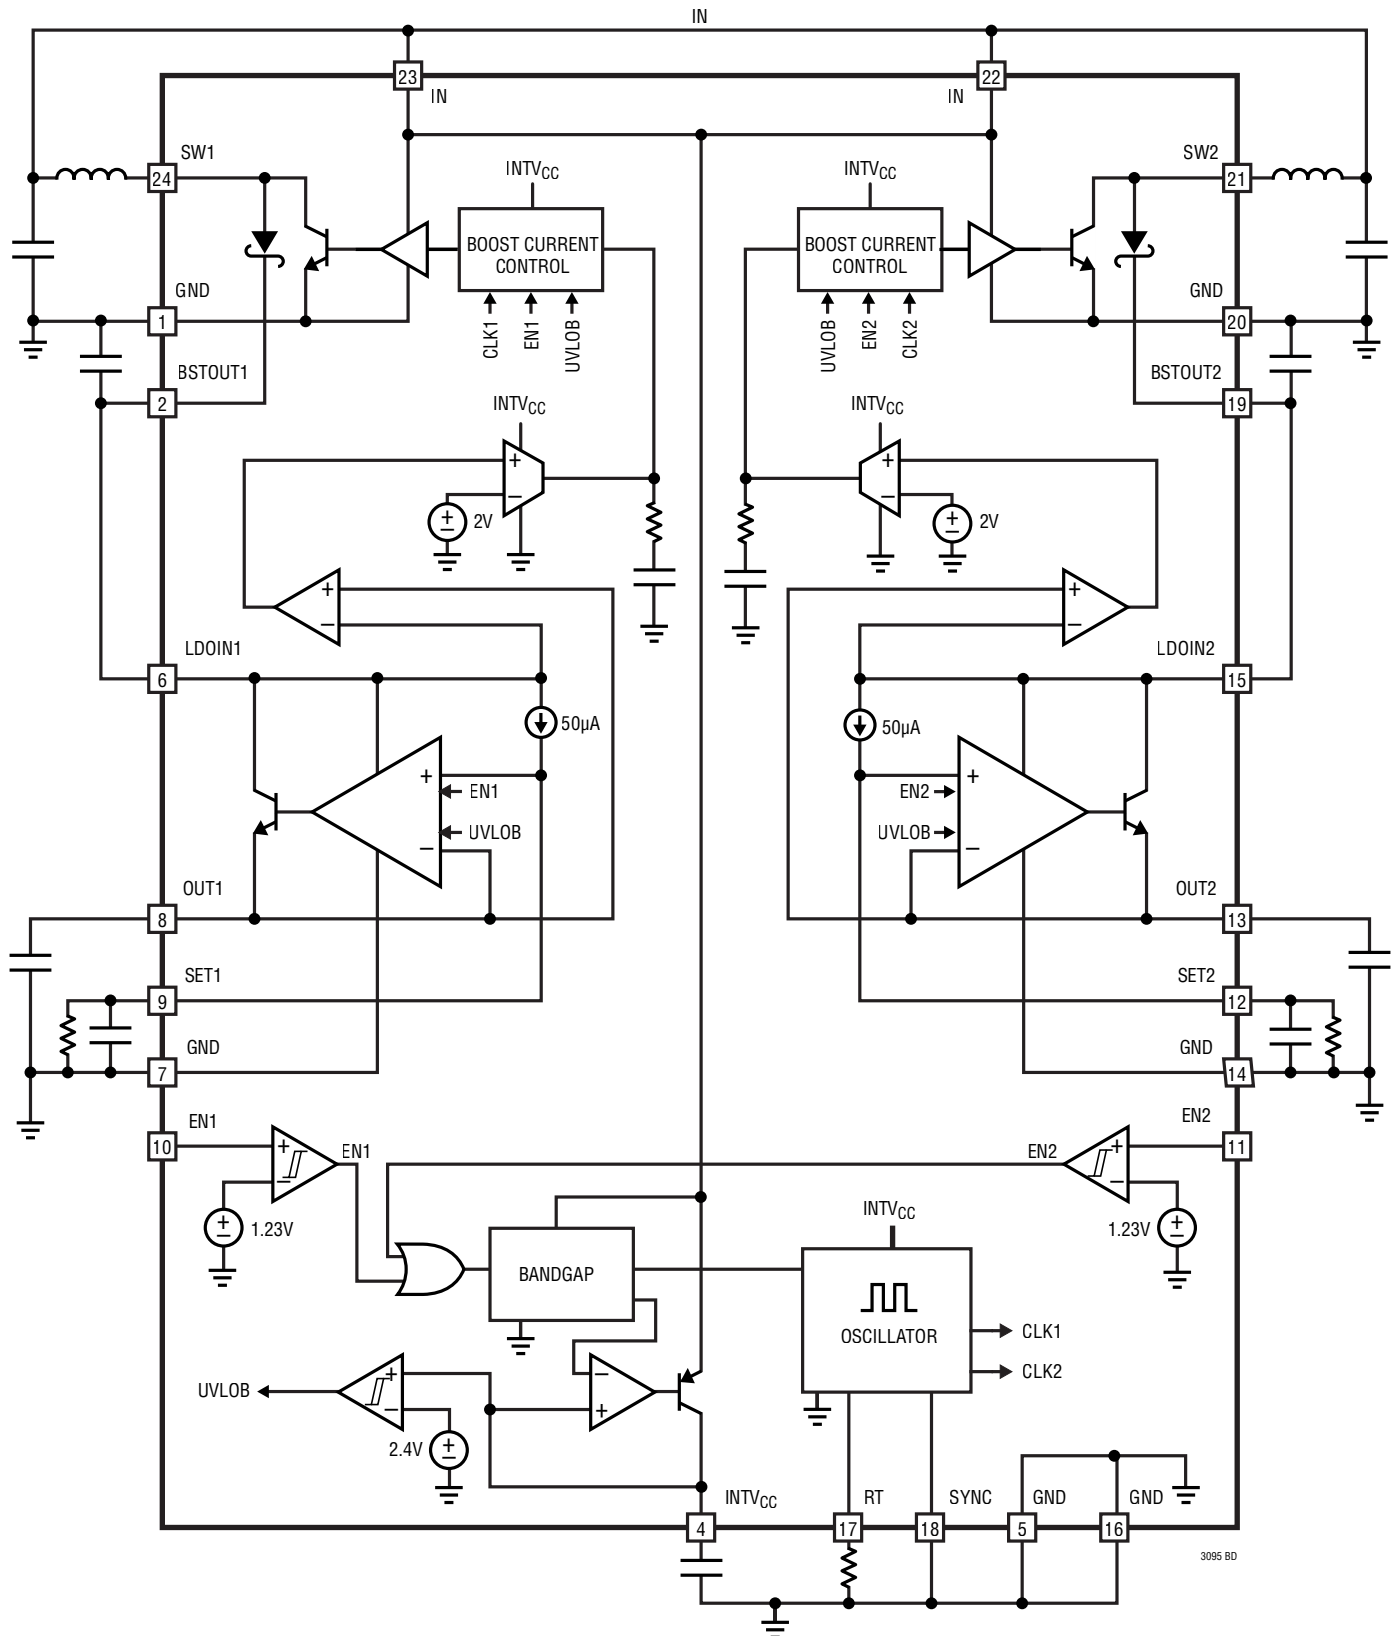 IN
23
22
IN
IN
SW1
SW2
24
21
INTVCC
INTVCC
BOOST CURRENT
CONTROL
BOOST CURRENT
CONTROL
GND
GND
1
20
CLK1
EN1
UVLOB
UVLOB
EN2
CLK2
BSTOUT1
BSTOUT2
2
19
INTVCC
INTVCC
+
–
+
–
+
–
2V
+
–
2V
+
–
+
–
LDOIN1
LDOIN2
6
15
50µA
50µA
+
EN1
UVLOB
–
EN2
+
UVLOB
–
OUT1
OUT2
8
13
SET1
SET2
9
12
GND
GND
7
14
EN1
EN2
10
11
+
–
EN1
EN2
+
–
+
–
1.23V
1.23V
+
–
INTVCC
BANDGAP
OSCILLATOR
CLK1
CLK2
UVLOB
+
–
–
+
2.4V
+
–
INTVCC
RT
SYNC
GND
GND
4
17
18
5
16
3095 BD